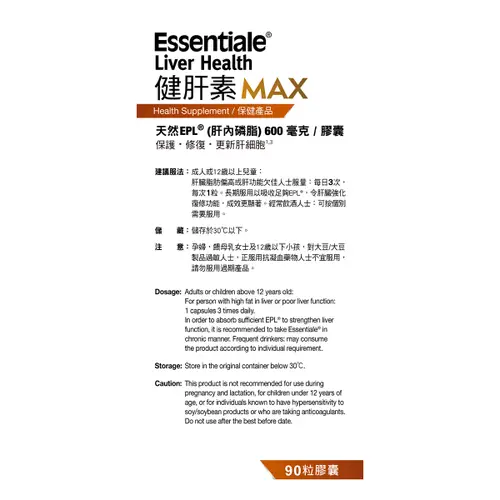 Essentiale®
Liver Health
健肝素 MAX
Health Supplement / 保健產品
天然EPL® (肝內磷脂) 600 毫克 / 膠囊
保護・修復・更新肝細胞1,3
建議服法： 成人或12歲以上兒童：
肝臟脂肪偏高或肝功能欠佳人士服量：每日3次，
每次1粒。長期服用以吸收足夠EPL®，令肝臟強化
復修功能，成效更顯著。經常飲酒人士：可按個別
需要服用。
儲 藏： 儲存於30℃以下。
注 意： 孕婦、餵母乳女士及12歲以下小孩，對大豆/大豆
製品過敏人士，正服用抗凝血藥物人士不宜服用。
請勿服用過期產品。
Dosage: Adults or children above 12 years old:
For person with high fat in liver or poor liver function:
1 capsules 3 times daily.
In order to absorb sufficient EPL® to strengthen liver
function, it is recommended to take Essentiale® in
chronic manner. Frequent drinkers: may consume
the product according to individual requirement.
Storage: Store in the original container below 30℃.
Caution: This product is not recommended for use during
pregnancy and lactation, for children under 12 years of
age, or for individuals known to have hypersensitivity to
soy/soybean products or who are taking anticoagulants.
Do not use after the best before date.
90粒膠囊